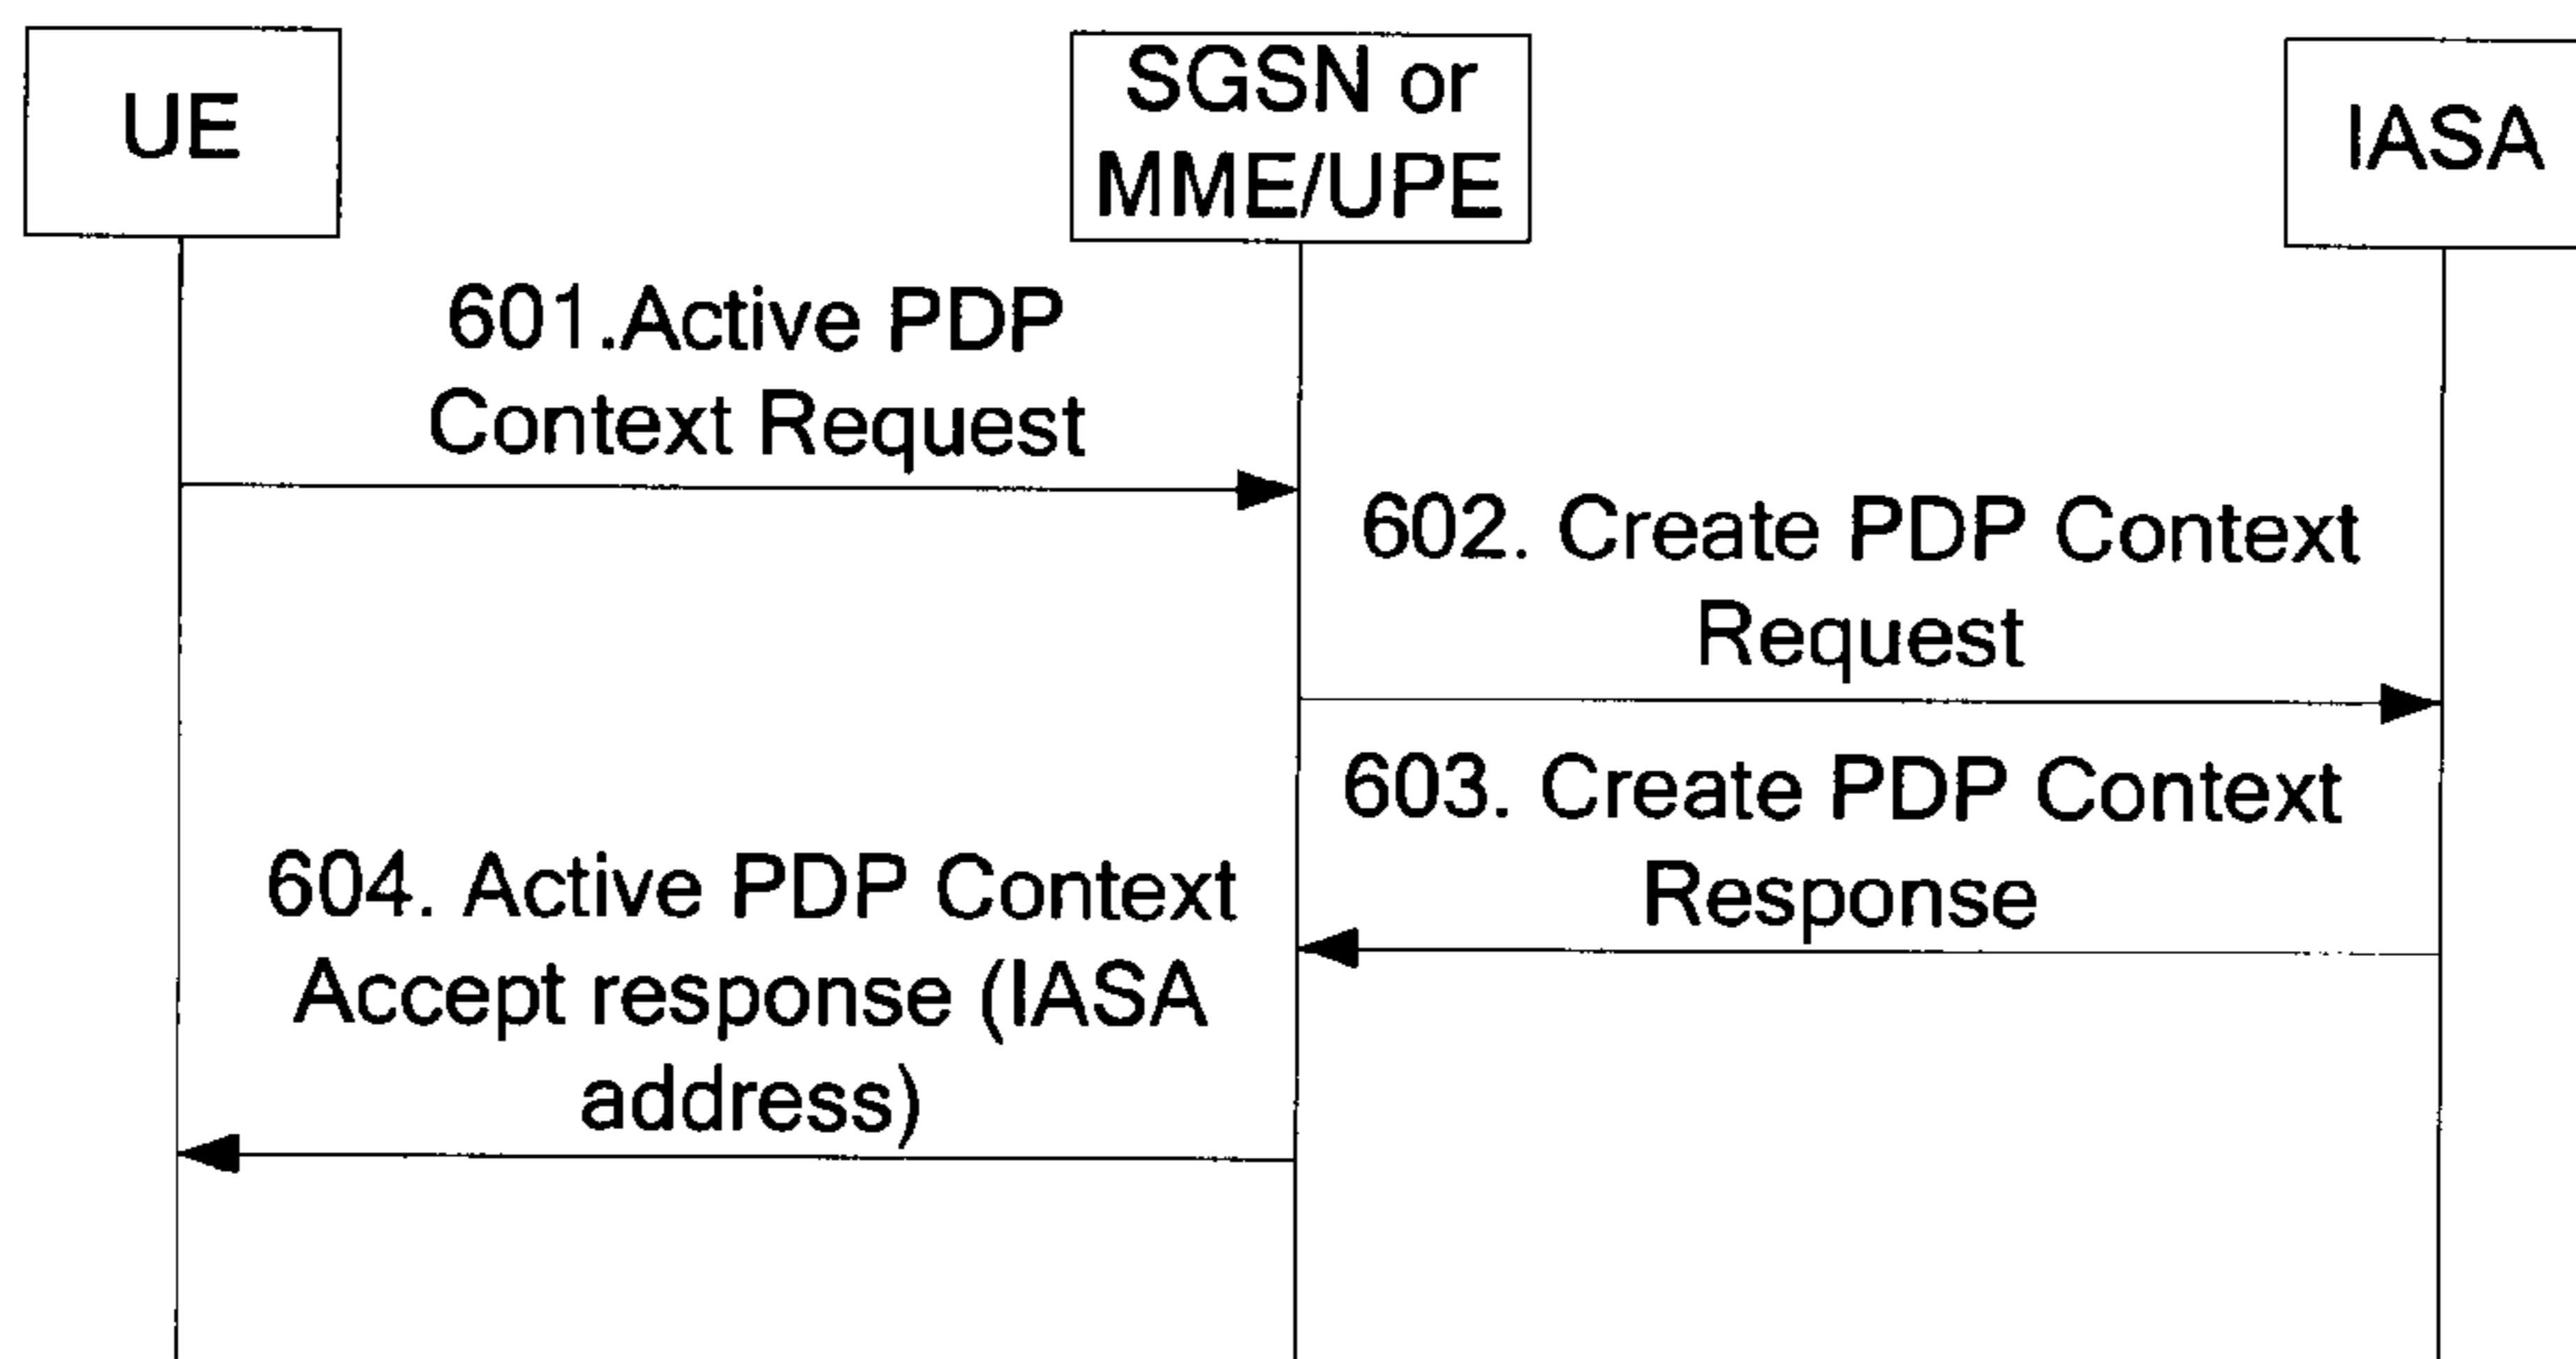 UE
SGSN or
MME/UPE
IASA
601.Active PDP
Context Request
602. Create PDP Context
Request
603. Create PDP Context
Response
604. Active PDP Context
Accept response (IASA
address)